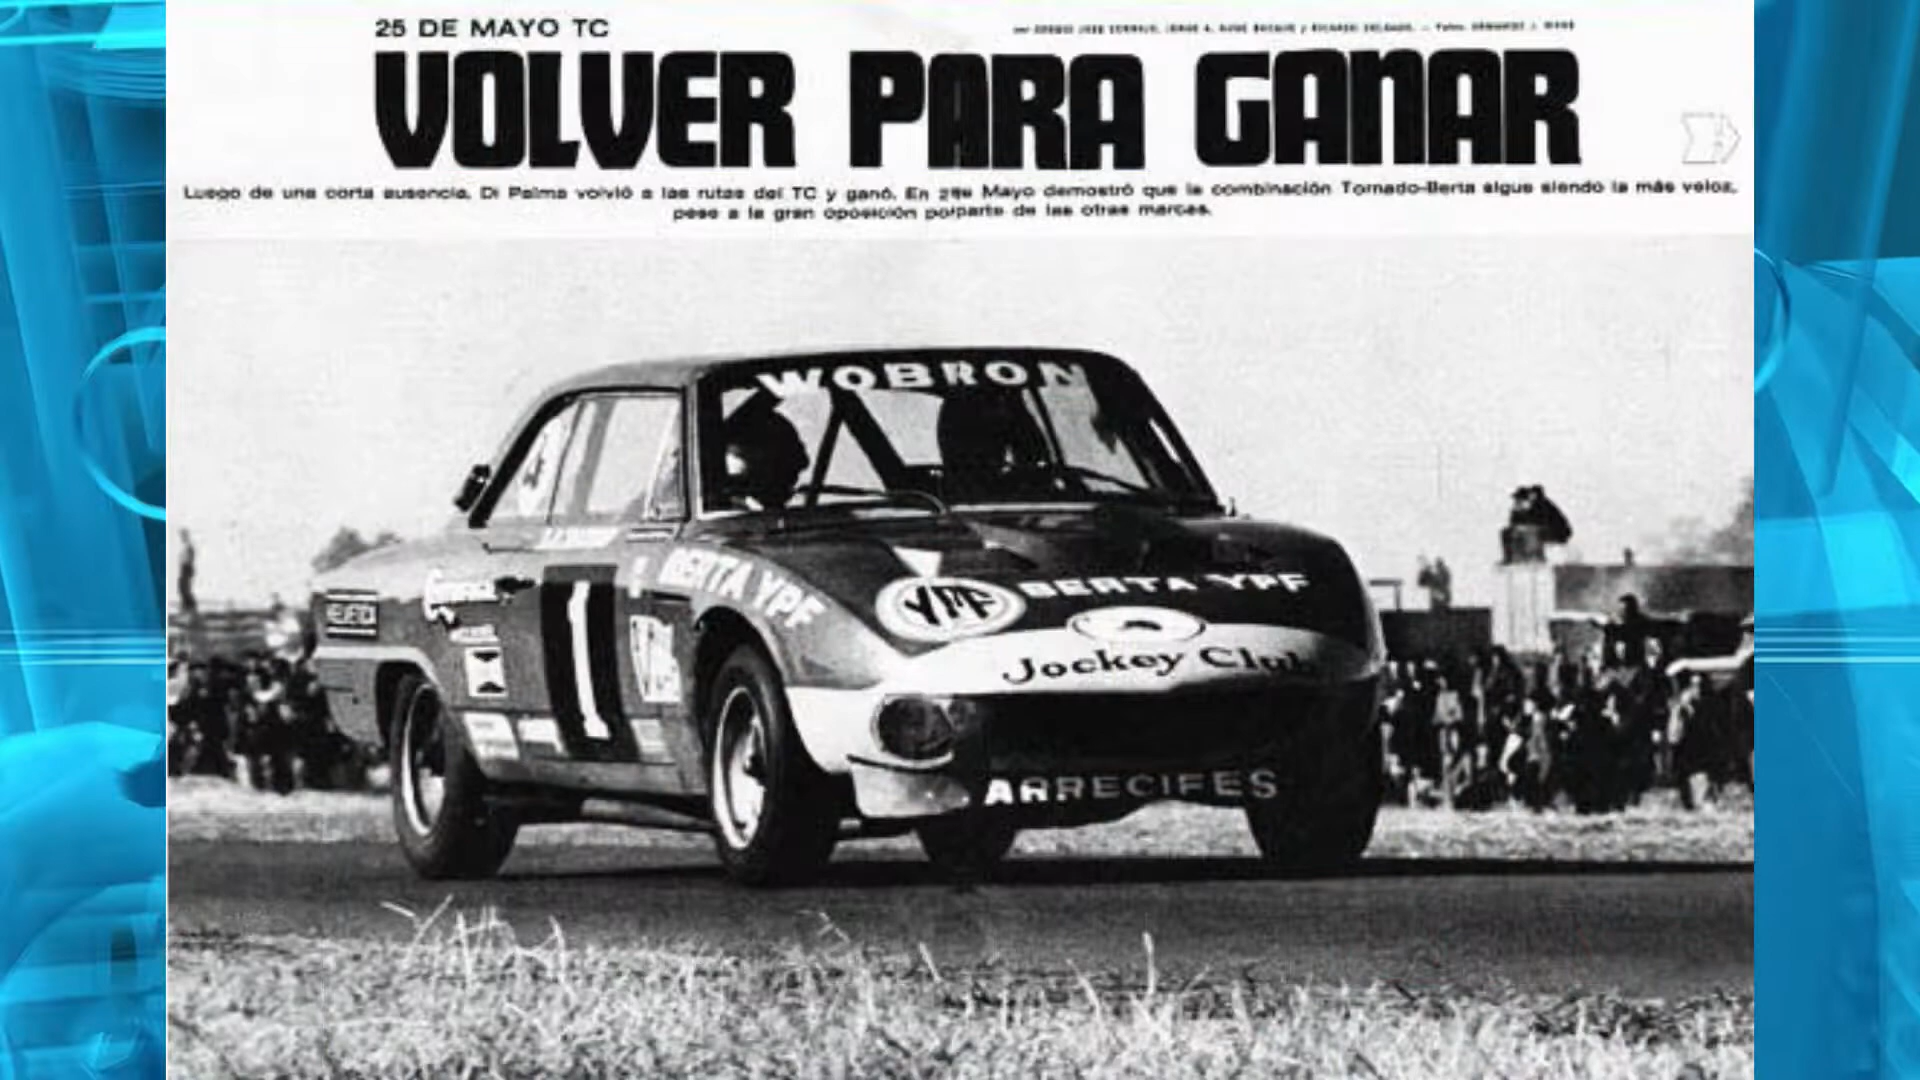 25 DE MAYO TC
VOLVER PARA GANAR
Luego de una corta ausencia, Di Palma volvió a las rutas del TC y ganó. En 25 Mayo demostró que la combinación Tornado-Berta sigue siendo la más veloz,
pese a la gran oposición por parte de las otras marcas.
WOBRON
BERTA YPF
YPF
BERTA YPF
HELVETICA
1
YPF
Jockey Club
ARRECIFES